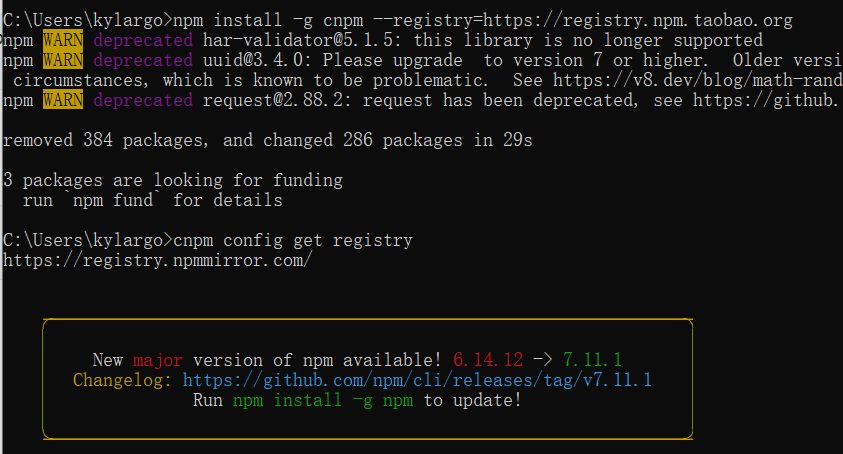 C:\Users\kylargo>npm install -g cnpm --registry=https://registry.npm.taobao.org
npm WARN deprecated har-validator@5.1.5: this library is no longer supported
npm WARN deprecated uuid@3.4.0: Please upgrade  to version 7 or higher.  Older versi
circumstances, which is known to be problematic.  See https://v8.dev/blog/math-rand
npm WARN deprecated request@2.88.2: request has been deprecated, see https://github.
removed 384 packages, and changed 286 packages in 29s
3 packages are looking for funding
run `npm fund` for details
C:\Users\kylargo>cnpm config get registry
https://registry.npmmirror.com/
New major version of npm available! 6.14.12 -> 7.11.1
Changelog: https://github.com/npm/cli/releases/tag/v7.11.1
Run npm install -g npm to update!